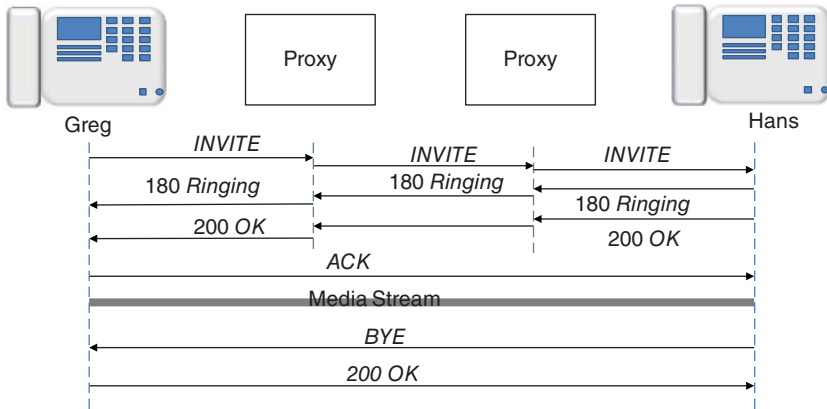 Proxy
Proxy
Greg
Hans
INVITE
INVITE
INVITE
180 Ringing
180 Ringing
180 Ringing
200 OK
200 OK
ACK
Media Stream
BYE
200 OK